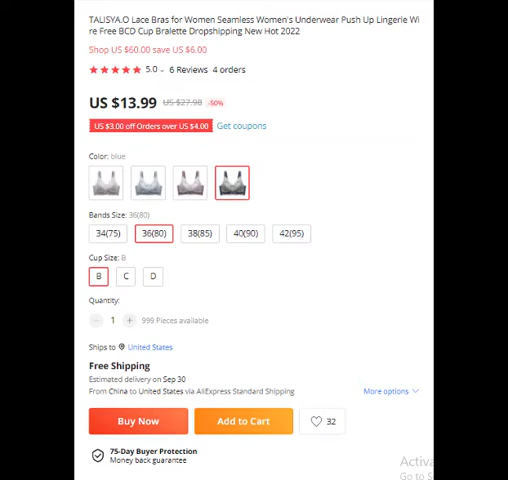 TALISYA.O Lace Bras for Women Seamless Women's Underwear Push Up Lingerie Wi
re Free BCD Cup Bralette Dropshipping New Hot 2022
Shop US $60.00 save US $6.00
5.0 6 Reviews 4 orders
US $13.99 US $27.98 -50%
US $3.00 off Orders over US $4.00 Get coupons
Color: blue
Bands Size: 36(80)
34(75) 36(80) 38(85) 40(90) 42(95)
Cup Size: B
B C D
Quantity:
− 1 + 999 Pieces available
Ships to United States
Free Shipping
Estimated delivery on Sep 30
From China to United States via AliExpress Standard Shipping More options
Buy Now Add to Cart 32
75-Day Buyer Protection
Money back guarantee
Activa
Go to S